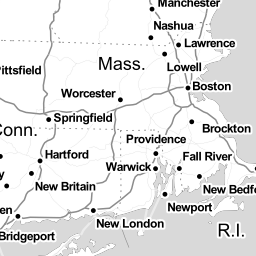 Manchester
Nashua
Lawrence
Mass.
Lowell
Pittsfield
Worcester
Boston
Springfield
Conn.
Brockton
Providence
Hartford
Warwick
Fall River
New Britain
New Bedfo
Newport
en
New London
R.I.
Bridgeport
y